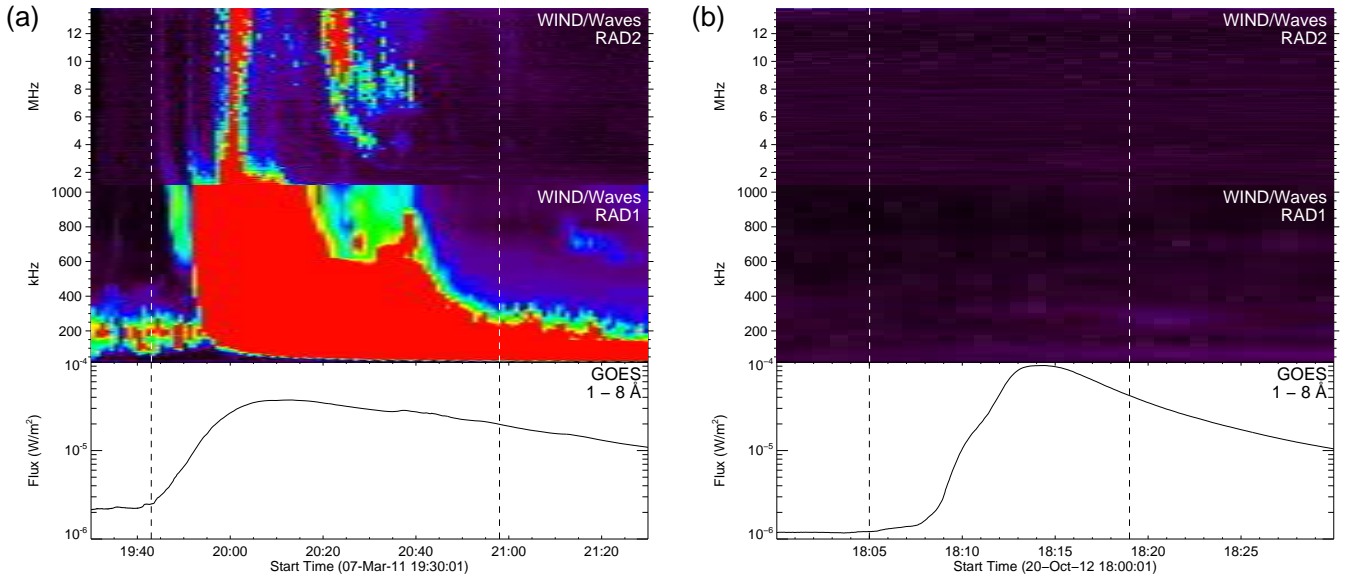 (a)
WIND/Waves
RAD2
12
10
8
6
4
2
MHz
WIND/Waves
RAD1
1000
800
600
400
200
kHz
GOES
1 – 8 Å
10⁻⁴
10⁻⁵
10⁻⁶
Flux (W/m²)
19:40 20:00 20:20 20:40 21:00 21:20
Start Time (07-Mar-11 19:30:01)
(b)
WIND/Waves
RAD2
12
10
8
6
4
2
MHz
WIND/Waves
RAD1
1000
800
600
400
200
kHz
GOES
1 – 8 Å
10⁻⁴
10⁻⁵
10⁻⁶
Flux (W/m²)
18:05 18:10 18:15 18:20 18:25
Start Time (20–Oct–12 18:00:01)